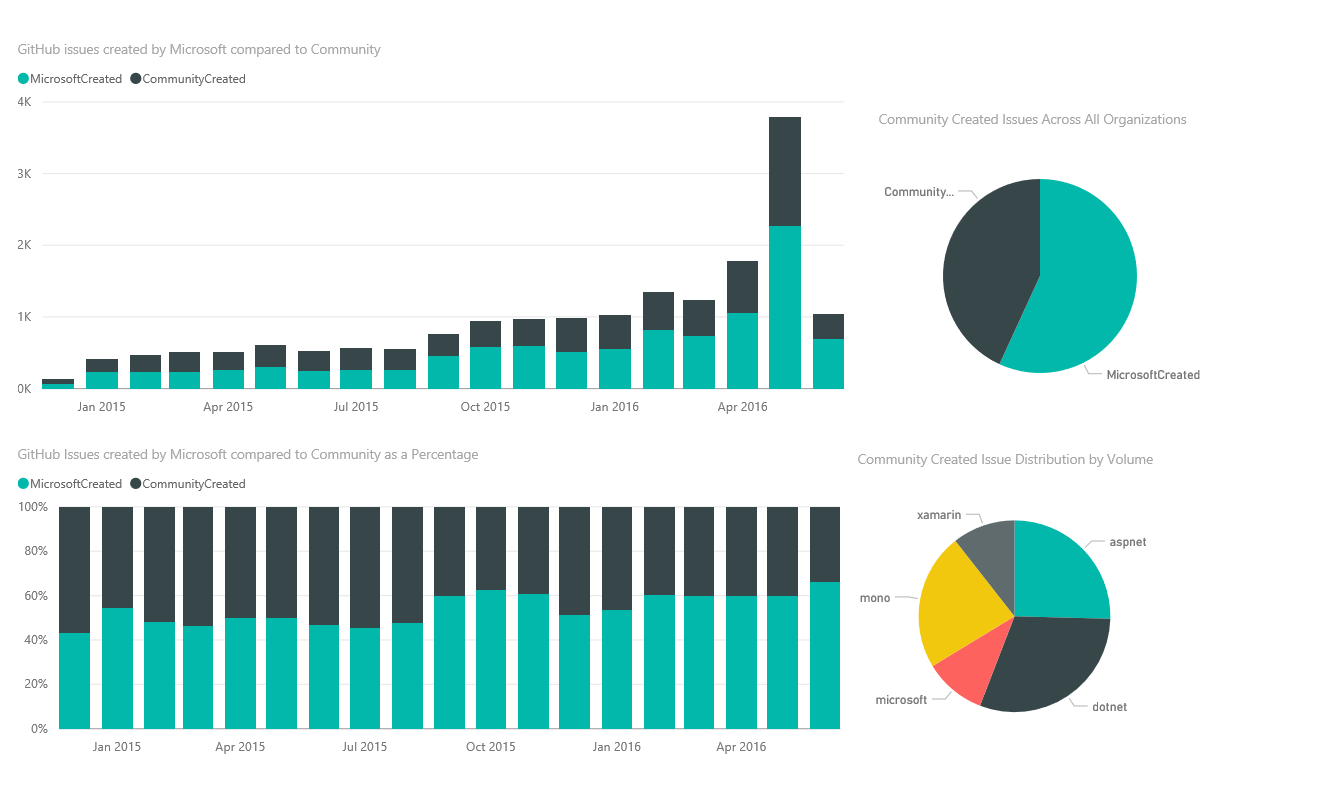 GitHub issues created by Microsoft compared to Community
MicrosoftCreated CommunityCreated
4K
3K
2K
1K
0K
Jan 2015 Apr 2015 Jul 2015 Oct 2015 Jan 2016 Apr 2016
Community Created Issues Across All Organizations
Community...
MicrosoftCreated
GitHub Issues created by Microsoft compared to Community as a Percentage
MicrosoftCreated CommunityCreated
100%
80%
60%
40%
20%
0%
Jan 2015 Apr 2015 Jul 2015 Oct 2015 Jan 2016 Apr 2016
Community Created Issue Distribution by Volume
xamarin
aspnet
mono
microsoft
dotnet